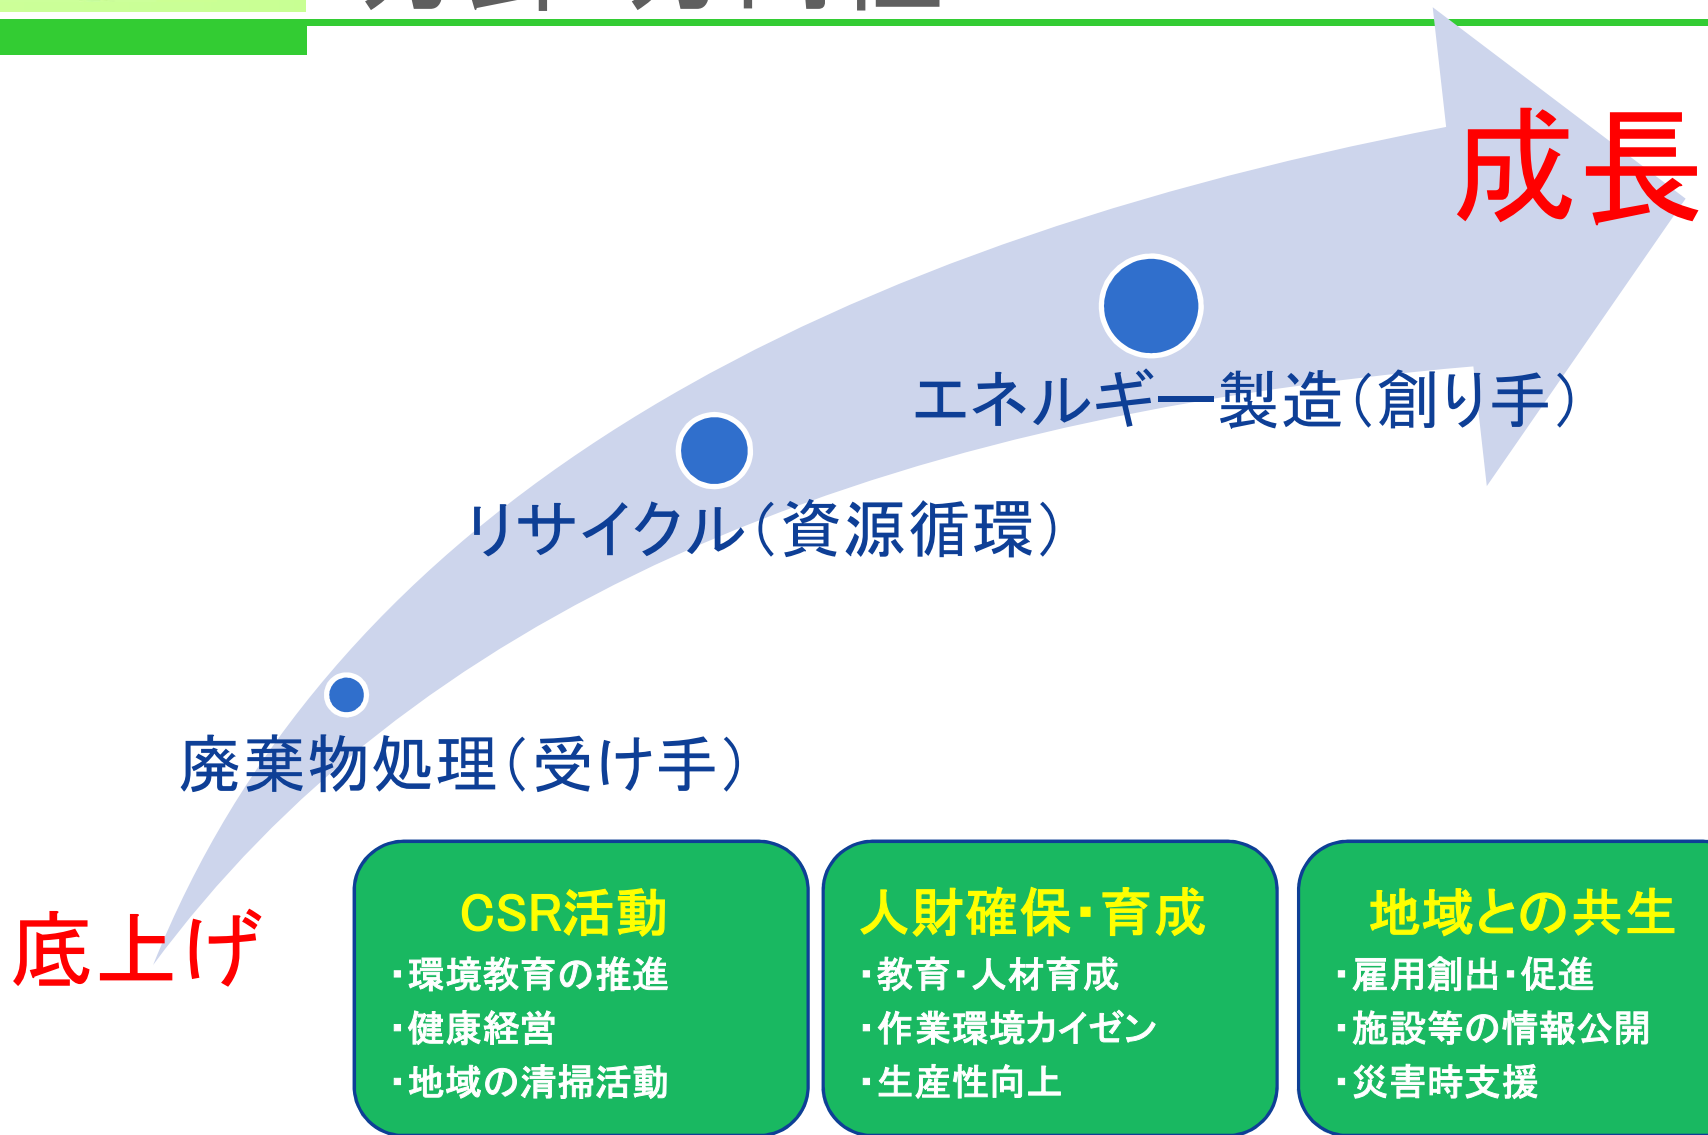 成長
エネルギー製造（創り手）
リサイクル（資源循環）
廃棄物処理（受け手）
底上げ
CSR活動
・環境教育の推進
・健康経営
・地域の清掃活動
人財確保・育成
・教育・人材育成
・作業環境カイゼン
・生産性向上
地域との共生
・雇用創出・促進
・施設等の情報公開
・災害時支援